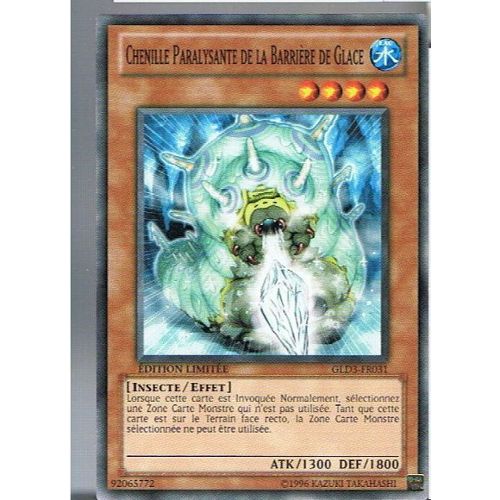 Chenille Paralysante de la Barrière de Glace
EAU 水
ÉDITION LIMITÉE GLD3-FR031
[Insecte/Effet]
Lorsque cette carte est Invoquée Normalement, sélectionnez
une Zone Carte Monstre qui n'est pas utilisée. Tant que cette
carte est sur le Terrain face recto, la Zone Carte Monstre
sélectionnée ne peut être utilisée.
ATK/1300 DEF/1800
92065772 ©1996 KAZUKI TAKAHASHI